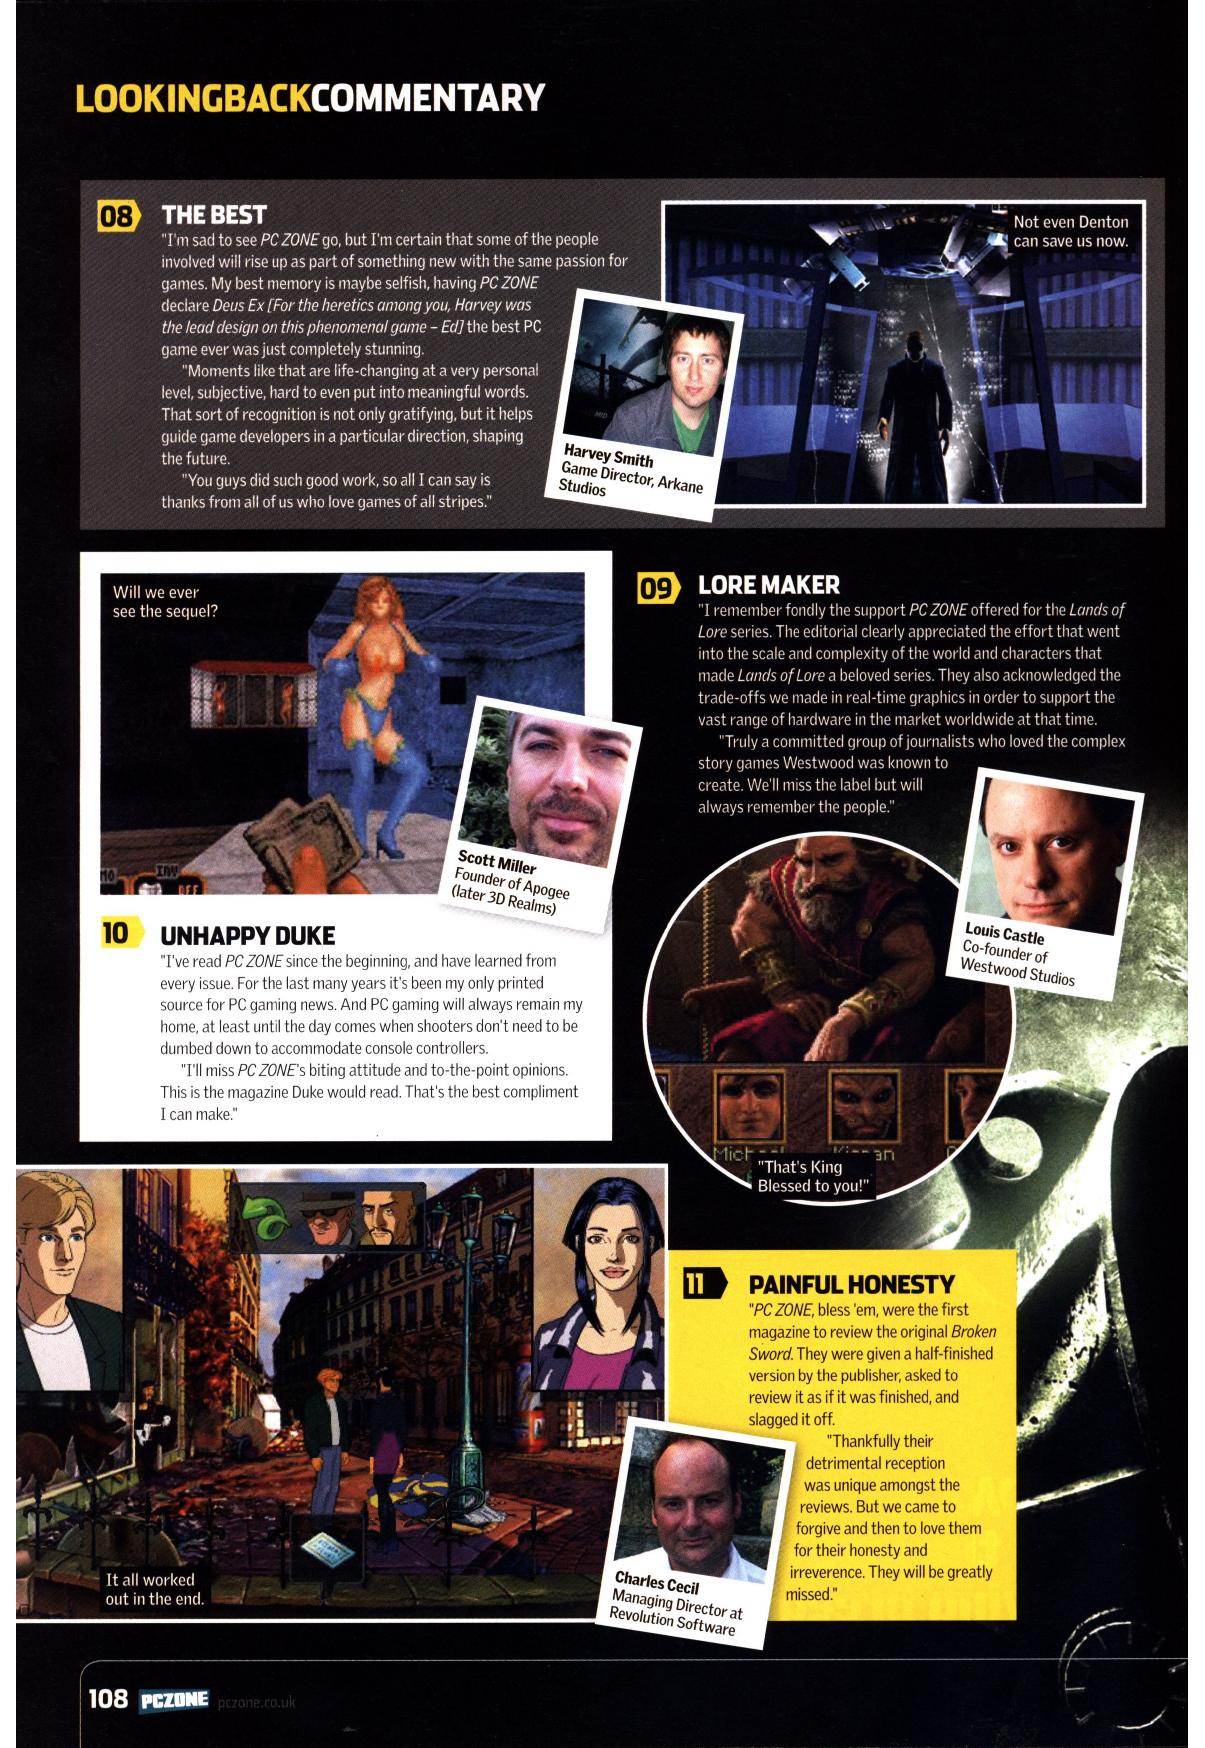 LOOKINGBACKCOMMENTARY
08 THE BEST
"I'm sad to see PC ZONE go, but I'm certain that some of the people
involved will rise up as part of something new with the same passion for
games. My best memory is maybe selfish, having PC ZONE
declare Deus Ex [For the heretics among you, Harvey was
the lead design on this phenomenal game – Ed] the best PC
game ever was just completely stunning.
"Moments like that are life-changing at a very personal
level, subjective, hard to even put into meaningful words.
That sort of recognition is not only gratifying, but it helps
guide game developers in a particular direction, shaping
the future.
"You guys did such good work, so all I can say is
thanks from all of us who love games of all stripes."
Harvey Smith
Game Director, Arkane
Studios
Not even Denton
can save us now.
09 LORE MAKER
"I remember fondly the support PC ZONE offered for the Lands of
Lore series. The editorial clearly appreciated the effort that went
into the scale and complexity of the world and characters that
made Lands of Lore a beloved series. They also acknowledged the
trade-offs we made in real-time graphics in order to support the
vast range of hardware in the market worldwide at that time.
"Truly a committed group of journalists who loved the complex
story games Westwood was known to
create. We'll miss the label but will
always remember the people."
Louis Castle
Co-founder of
Westwood Studios
"That's King
Blessed to you!"
Will we ever
see the sequel?
INV
OFF
Scott Miller
Founder of Apogee
(later 3D Realms)
10 UNHAPPY DUKE
"I've read PC ZONE since the beginning, and have learned from
every issue. For the last many years it's been my only printed
source for PC gaming news. And PC gaming will always remain my
home, at least until the day comes when shooters don't need to be
dumbed down to accommodate console controllers.
"I'll miss PC ZONE's biting attitude and to-the-point opinions.
This is the magazine Duke would read. That's the best compliment
I can make."
It all worked
out in the end.
11 PAINFUL HONESTY
"PC ZONE, bless 'em, were the first
magazine to review the original Broken
Sword. They were given a half-finished
version by the publisher, asked to
review it as if it was finished, and
slagged it off.
"Thankfully their
detrimental reception
was unique amongst the
reviews. But we came to
forgive and then to love them
for their honesty and
irreverence. They will be greatly
missed."
Charles Cecil
Managing Director at
Revolution Software
108 PCZONE pczone.co.uk